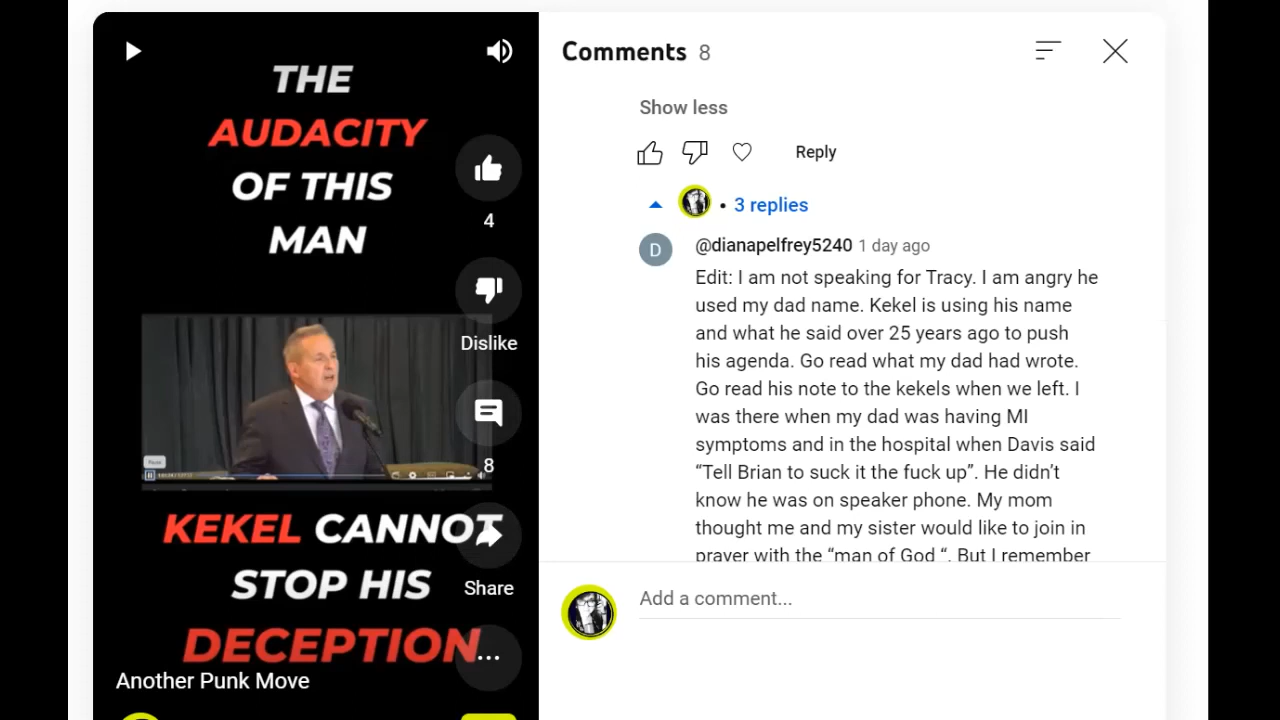 THE
AUDACITY
OF THIS
MAN
4
Dislike
8
KEKEL CANNOT
STOP HIS
Share
DECEPTION
...
Another Punk Move
Comments 8
Show less
Reply
• 3 replies
D
@dianapelfrey5240 1 day ago
Edit: I am not speaking for Tracy. I am angry he
used my dad name. Kekel is using his name
and what he said over 25 years ago to push
his agenda. Go read what my dad had wrote.
Go read his note to the kekels when we left. I
was there when my dad was having MI
symptoms and in the hospital when Davis said
“Tell Brian to suck it the fuck up”. He didn’t
know he was on speaker phone. My mom
thought me and my sister would like to join in
prayer with the “man of God “. But I remember
Add a comment...